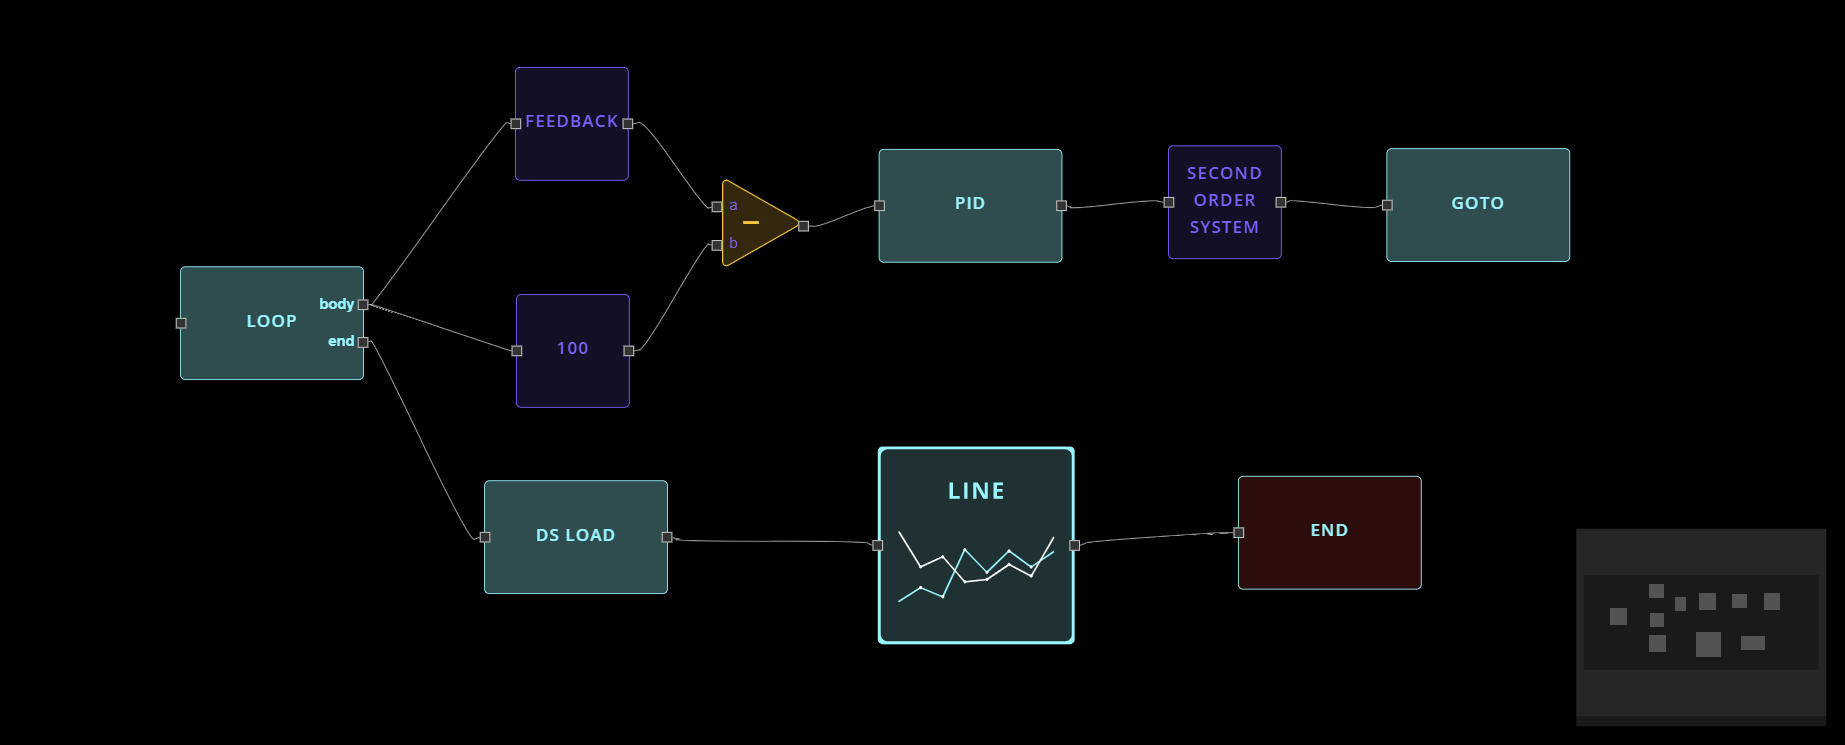 FEEDBACK
a
b
PID
SECOND
ORDER
SYSTEM
GOTO
LOOP
body
end
100
DS LOAD
LINE
END